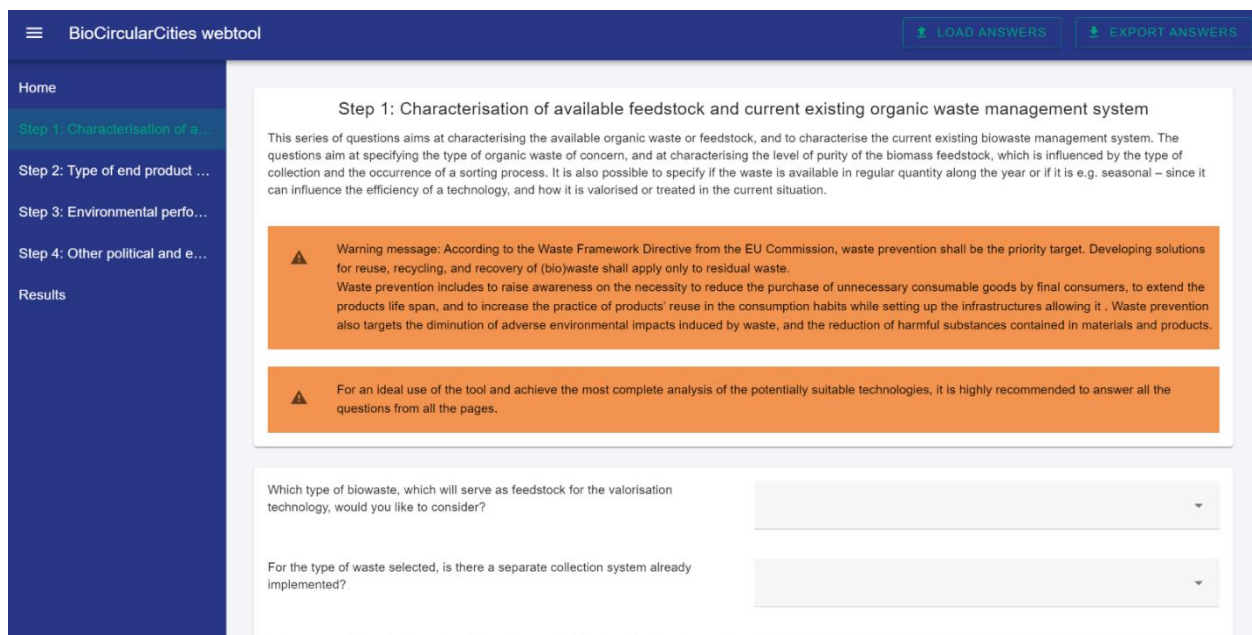 BioCircularCities webtool
LOAD ANSWERS
EXPORT ANSWERS
Home
Step 1: Characterisation of a...
Step 2: Type of end product ...
Step 3: Environmental perfo...
Step 4: Other political and e...
Results
Step 1: Characterisation of available feedstock and current existing organic waste management system
This series of questions aims at characterising the available organic waste or feedstock, and to characterise the current existing biowaste management system. The
questions aim at specifying the type of organic waste of concern, and at characterising the level of purity of the biomass feedstock, which is influenced by the type of
collection and the occurrence of a sorting process. It is also possible to specify if the waste is available in regular quantity along the year or if it is e.g. seasonal – since it
can influence the efficiency of a technology, and how it is valorised or treated in the current situation.
Warning message: According to the Waste Framework Directive from the EU Commission, waste prevention shall be the priority target. Developing solutions
for reuse, recycling, and recovery of (bio)waste shall apply only to residual waste.
Waste prevention includes to raise awareness on the necessity to reduce the purchase of unnecessary consumable goods by final consumers, to extend the
products life span, and to increase the practice of products' reuse in the consumption habits while setting up the infrastructures allowing it . Waste prevention
also targets the diminution of adverse environmental impacts induced by waste, and the reduction of harmful substances contained in materials and products.
For an ideal use of the tool and achieve the most complete analysis of the potentially suitable technologies, it is highly recommended to answer all the
questions from all the pages.
Which type of biowaste, which will serve as feedstock for the valorisation
technology, would you like to consider?
For the type of waste selected, is there a separate collection system already
implemented?